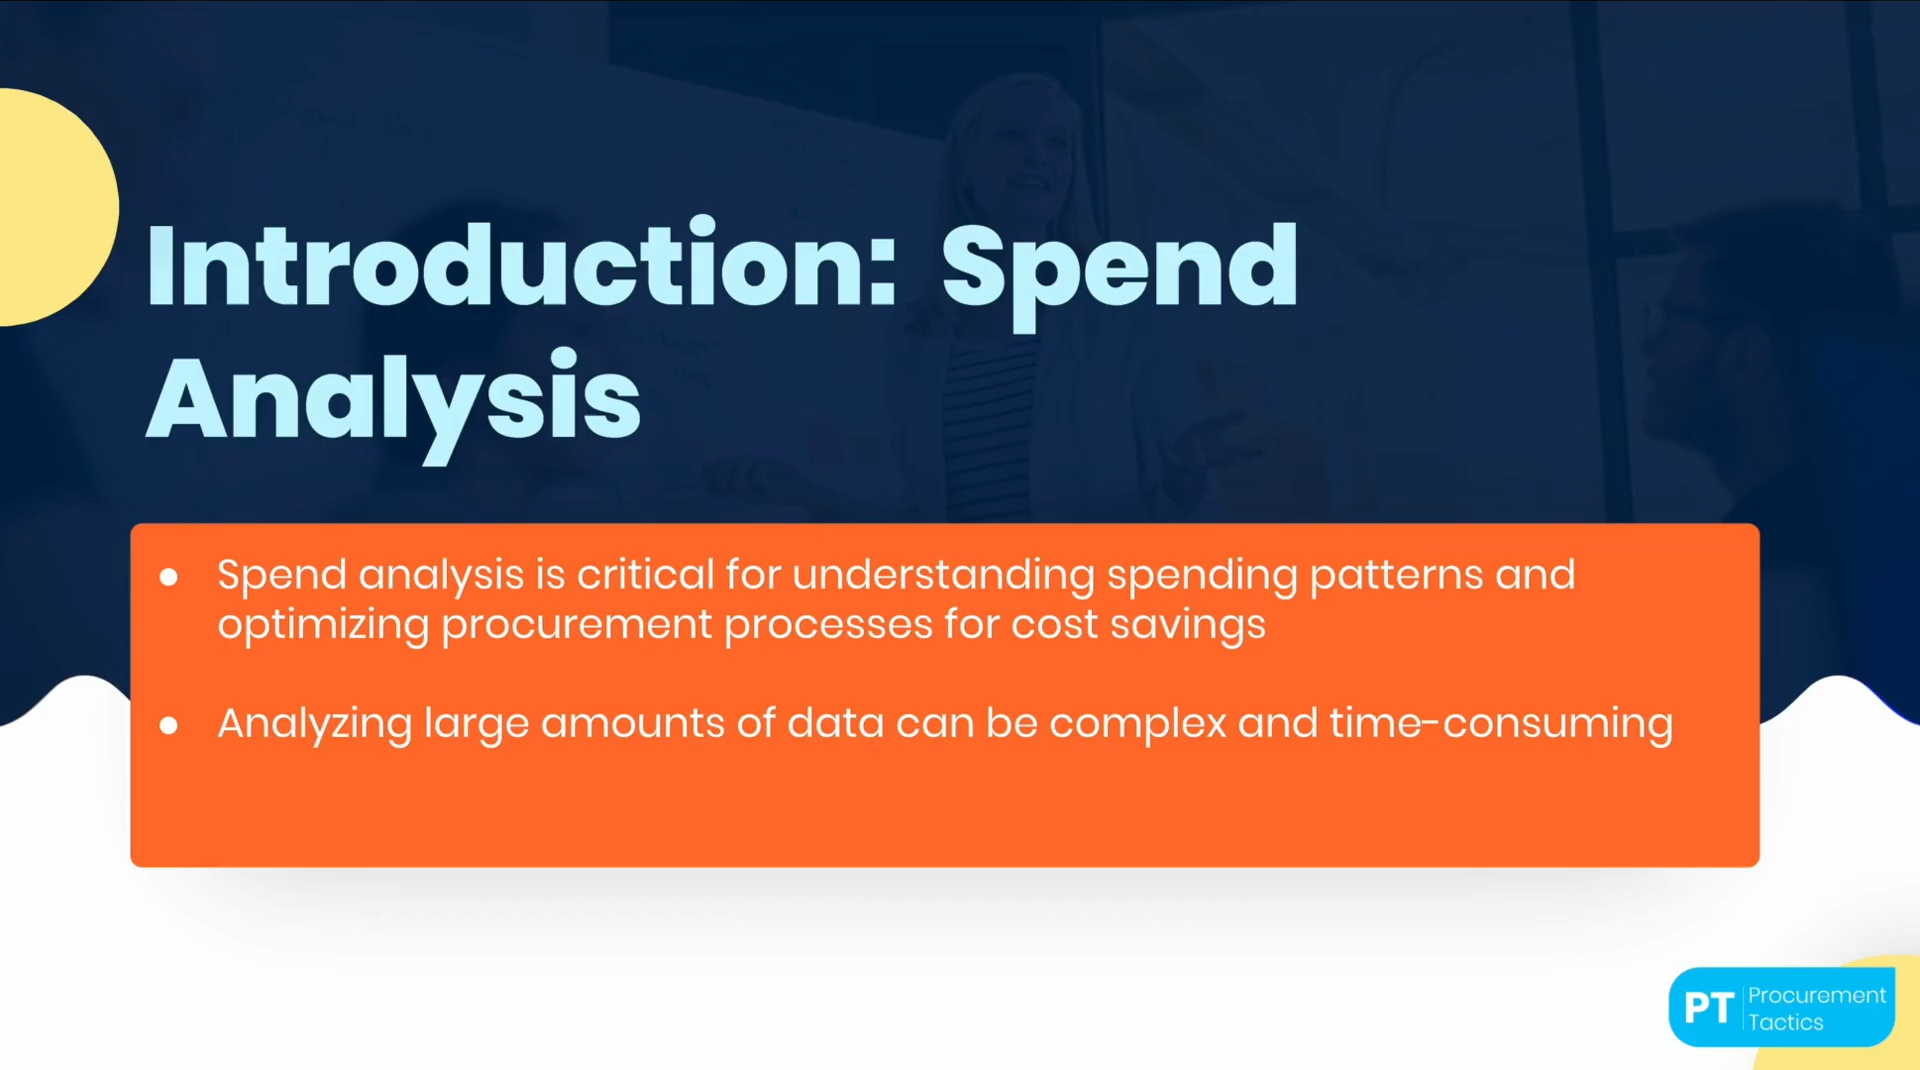 Introduction: Spend
Analysis
● Spend analysis is critical for understanding spending patterns and
optimizing procurement processes for cost savings
● Analyzing large amounts of data can be complex and time-consuming
PT Procurement
Tactics